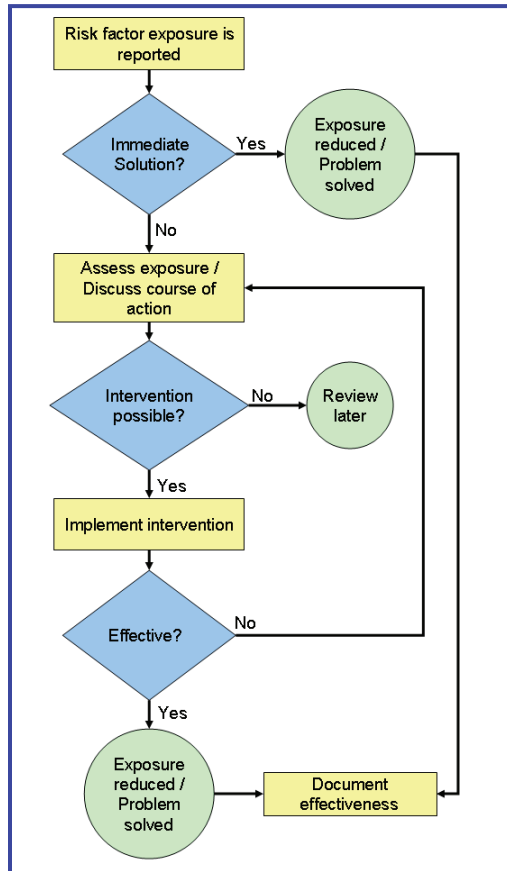 Risk factor exposure is
reported
Immediate
Solution?
Yes
Exposure
reduced /
Problem
solved
No
Assess exposure /
Discuss course of
action
Intervention
possible?
No
Review
later
Yes
Implement intervention
Effective?
No
Yes
Exposure
reduced /
Problem
solved
Document
effectiveness